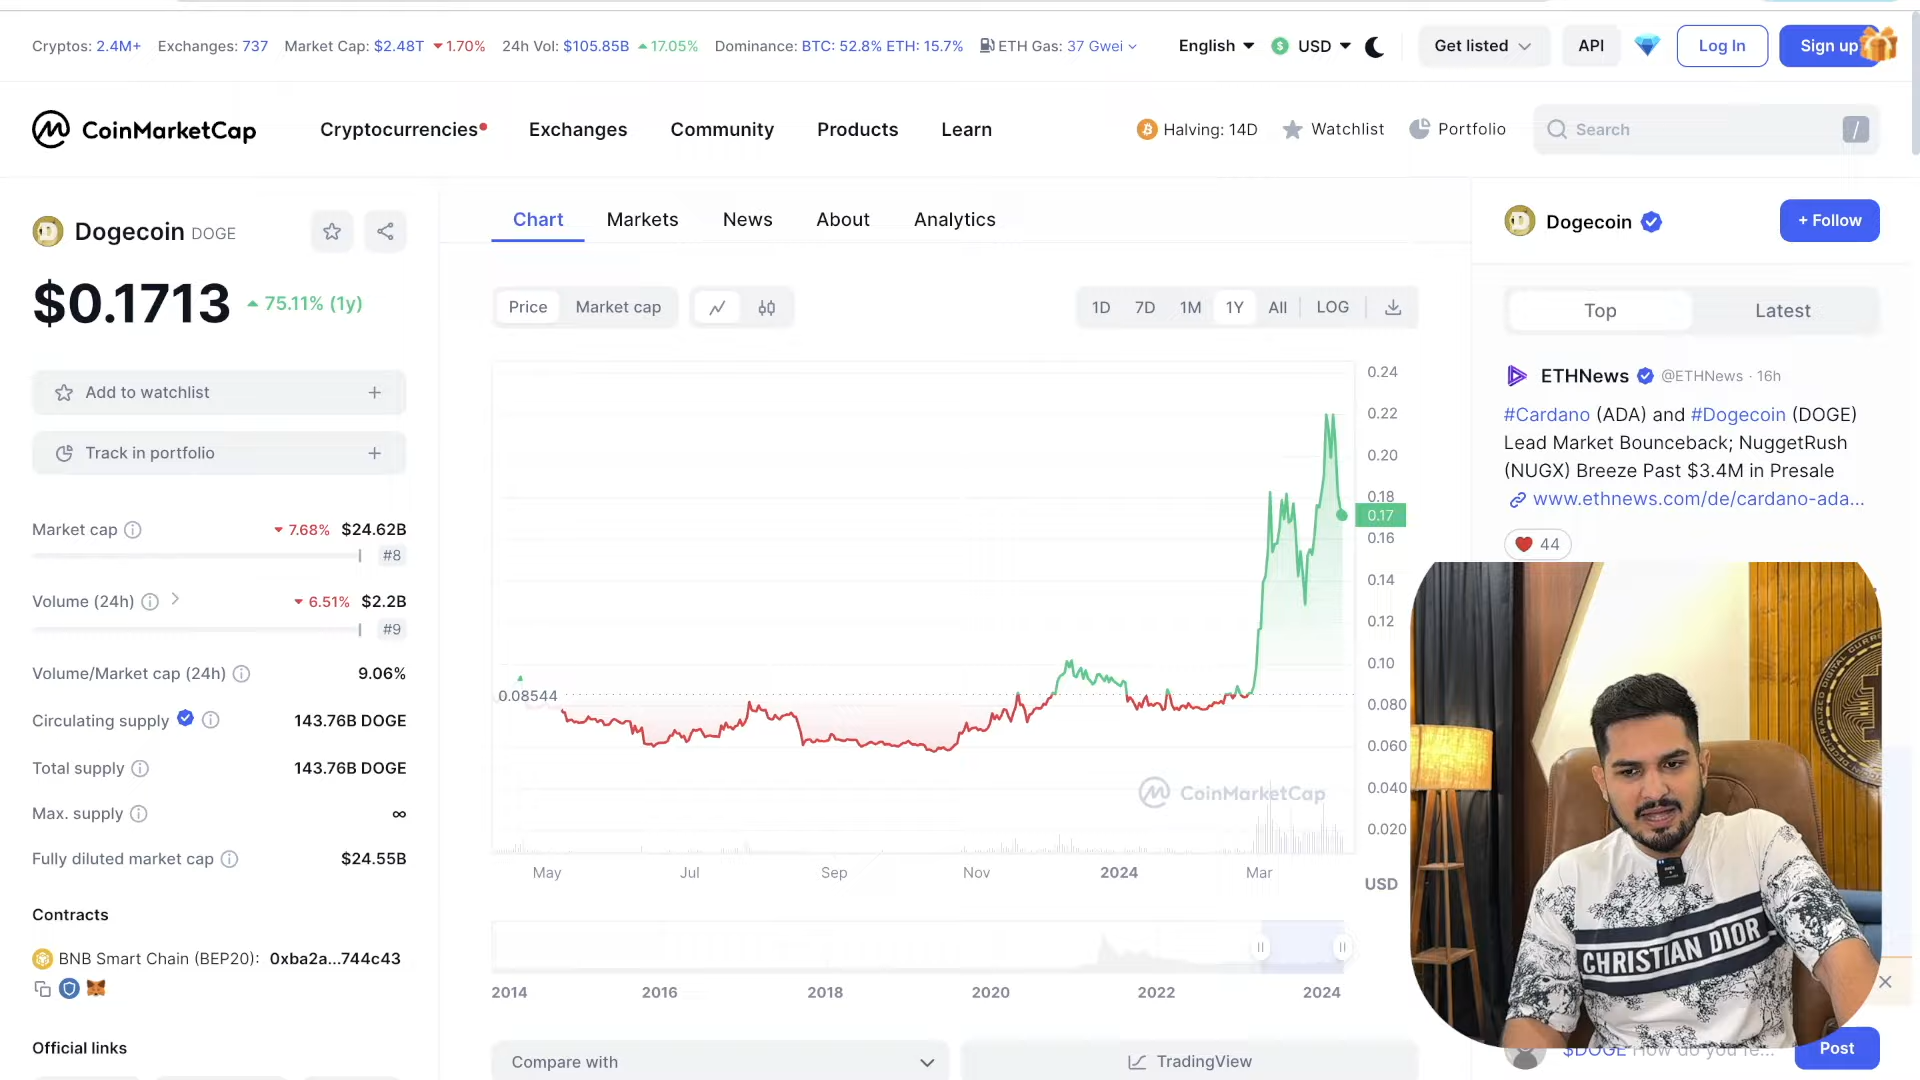 Cryptos: 2.4M+ Exchanges: 737 Market Cap: $2.48T 1.70% 24h Vol: $105.85B 17.05% Dominance: BTC: 52.8% ETH: 15.7% ETH Gas: 37 Gwei English USD Get listed API Log In Sign up
CoinMarketCap Cryptocurrencies Exchanges Community Products Learn Halving: 14D Watchlist Portfolio Search /
Dogecoin DOGE
$0.1713 75.11% (1y)
Add to watchlist +
Track in portfolio +
Market cap 7.68% $24.62B
#8
Volume (24h) 6.51% $2.2B
#9
Volume/Market cap (24h) 9.06%
Circulating supply 143.76B DOGE
Total supply 143.76B DOGE
Max. supply ∞
Fully diluted market cap $24.55B
Contracts
BNB Smart Chain (BEP20): 0xba2a...744c43
Official links
Chart Markets News About Analytics
Price Market cap 1D 7D 1M 1Y All LOG
0.24
0.22
0.20
0.18
0.17
0.16
0.14
0.12
0.10
0.08544
0.080
0.060
0.040
0.020
CoinMarketCap
May Jul Sep Nov 2024 Mar
USD
2014 2016 2018 2020 2022 2024
Compare with
TradingView
Dogecoin + Follow
Top Latest
ETHNews @ETHNews · 16h
#Cardano (ADA) and #Dogecoin (DOGE)
Lead Market Bounceback; NuggetRush
(NUGX) Breeze Past $3.4M in Presale
www.ethnews.com/de/cardano-ada...
44
CHRISTIAN DIOR
$DOGE How do you fe... Post